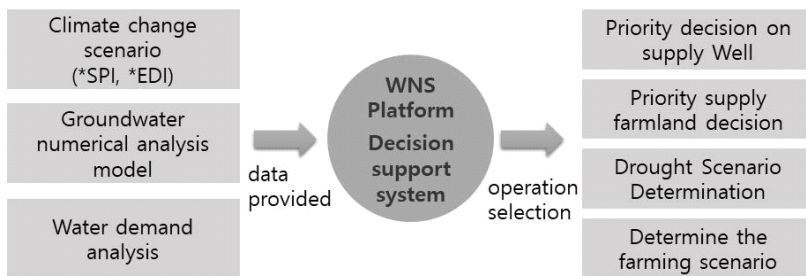 Climate change
scenario
(*SPI, *EDI)
Groundwater
numerical analysis
model
Water demand
analysis
data
provided
WNS
Platform
Decision
support
system
operation
selection
Priority decision on
supply Well
Priority supply
farmland decision
Drought Scenario
Determination
Determine the
farming scenario